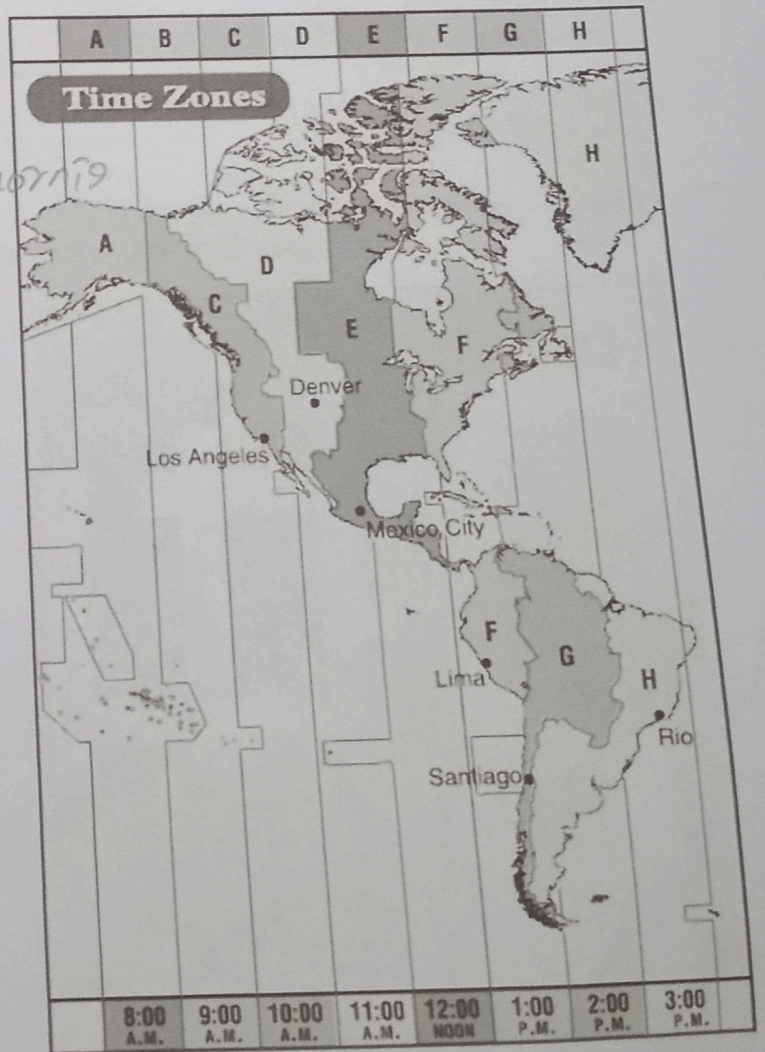 A B C D E F G H
Time Zones
H
A
D
C
E
F
Denver
Los Angeles
Mexico City
F
G
H
Lima
Rio
Santiago
8:00 9:00 10:00 11:00 12:00 1:00 2:00 3:00
A.M. A.M. A.M. A.M. NOON P.M. P.M. P.M.